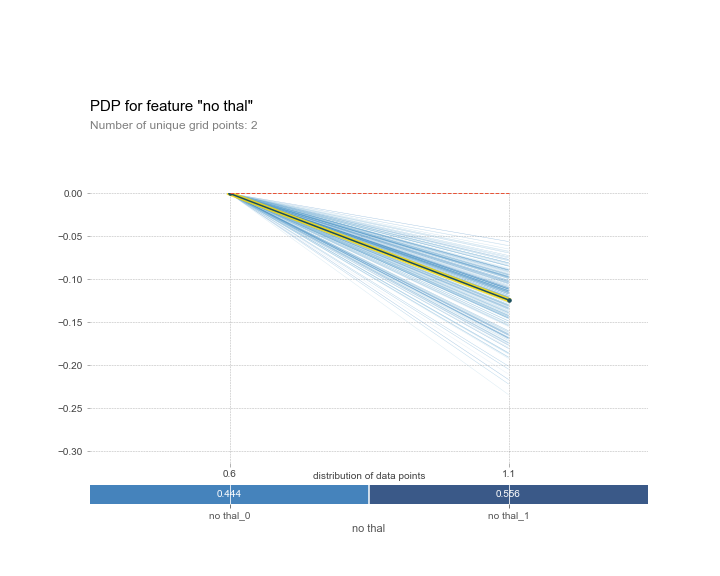 PDP for feature "no thal"
Number of unique grid points: 2
0.00
−0.05
−0.10
−0.15
−0.20
−0.25
−0.30
0.6 1.1
distribution of data points
0.444 0.556
no thal_0 no thal_1
no thal